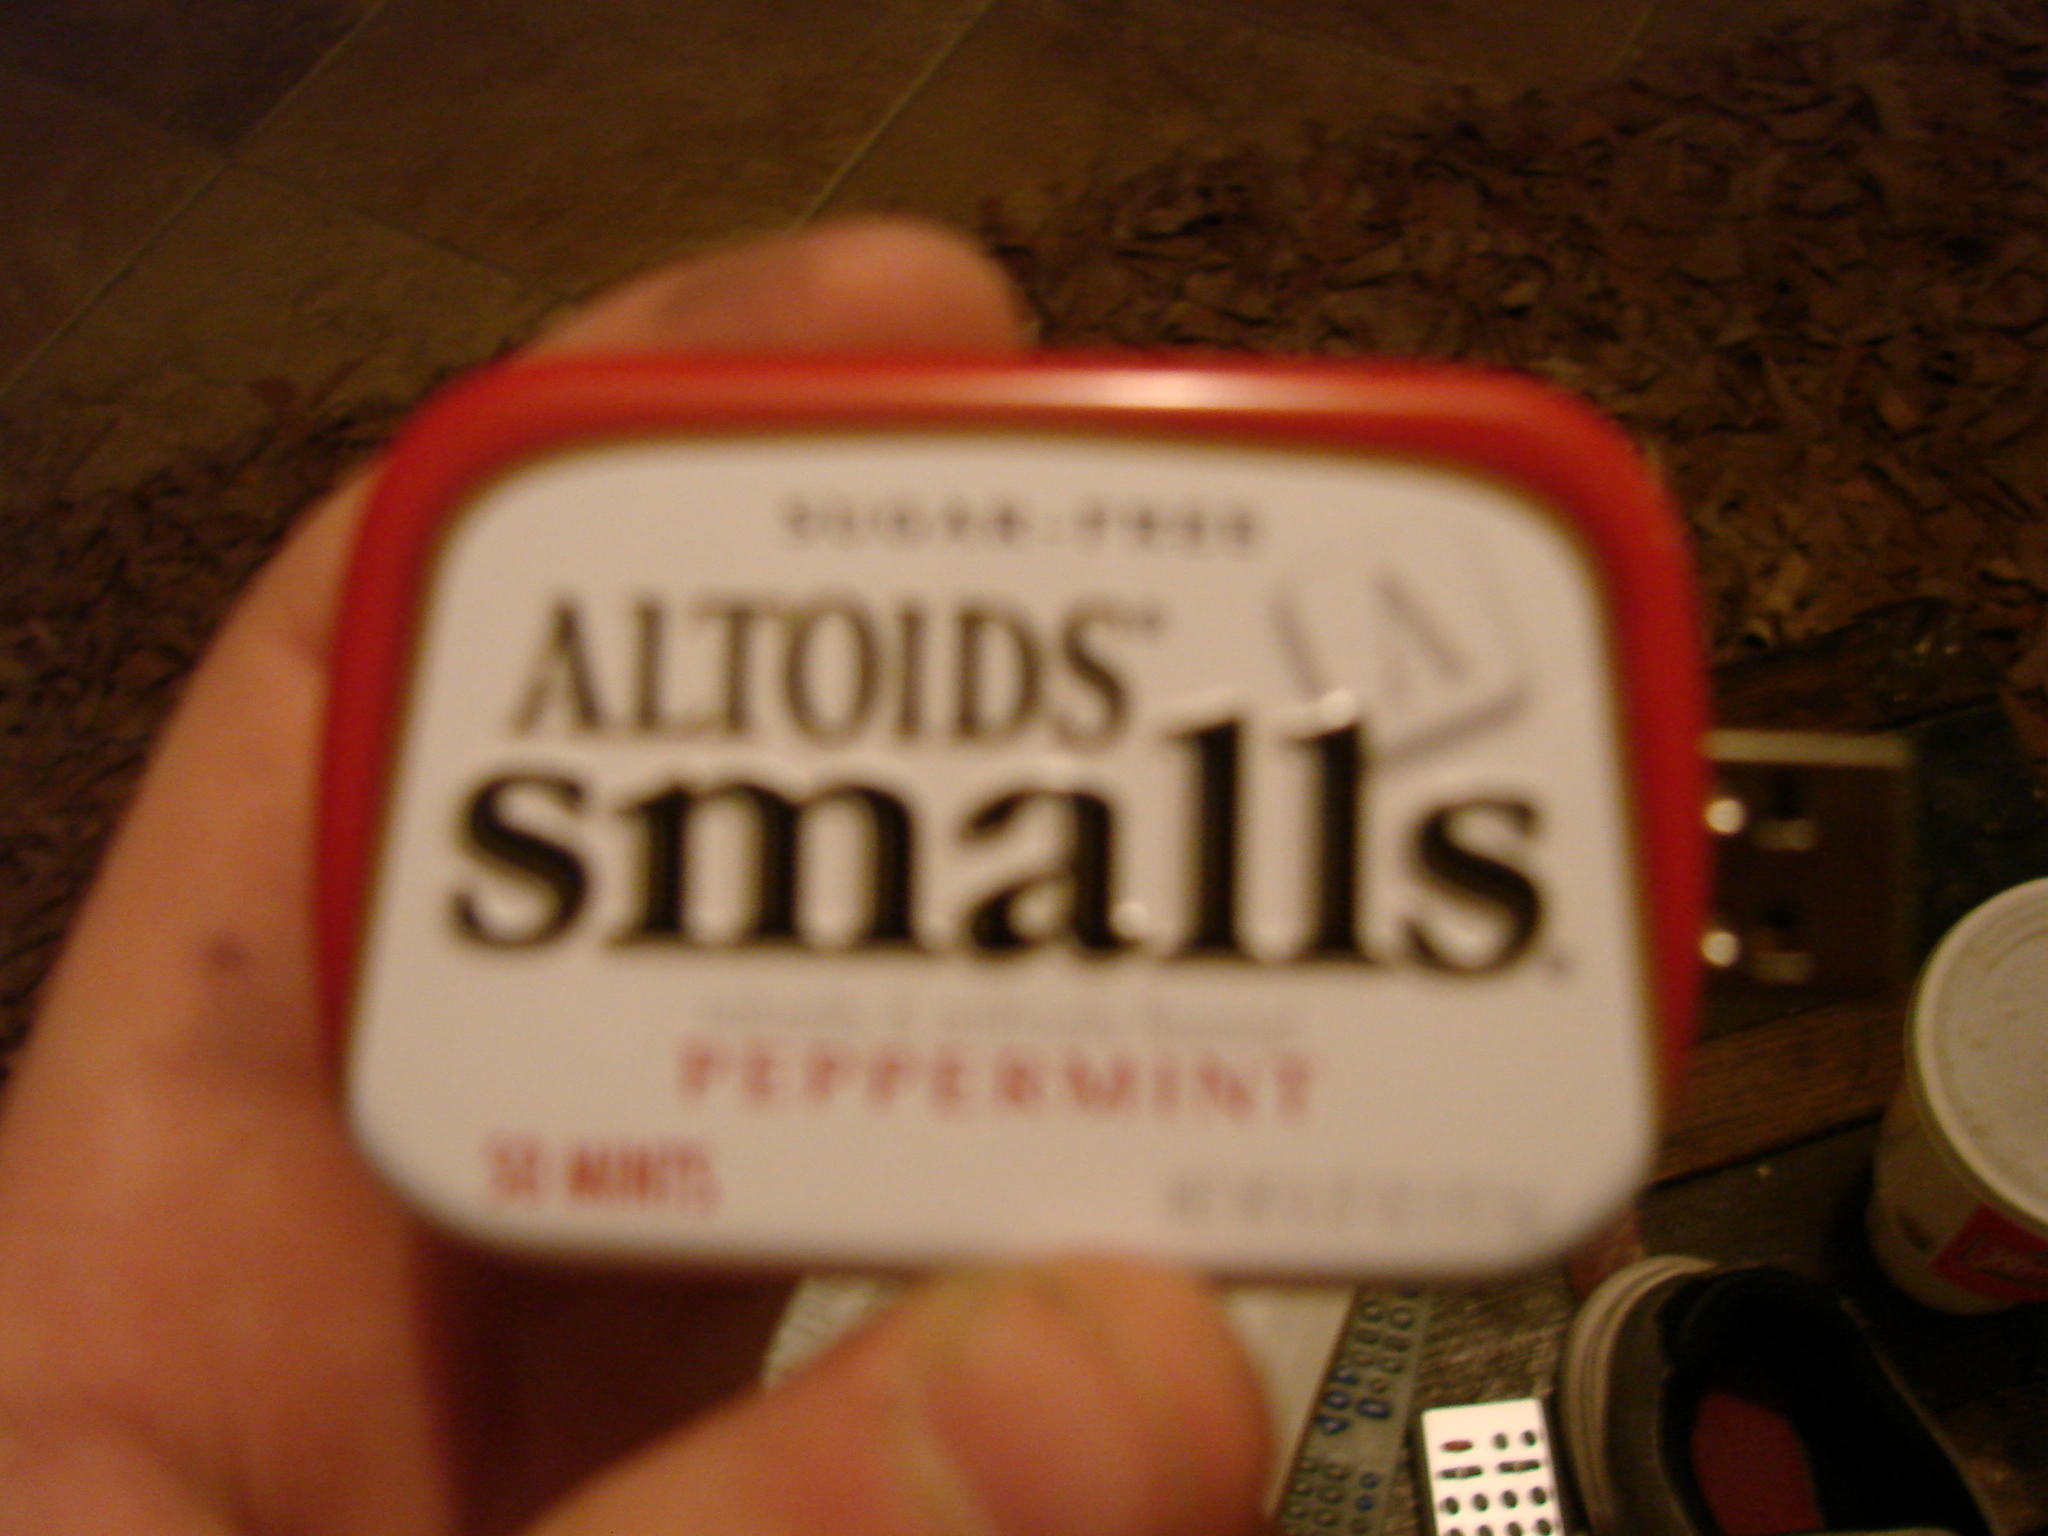 SUGAR-FREE
ALTOIDS®
smalls
PEPPERMINT
50 MINTS